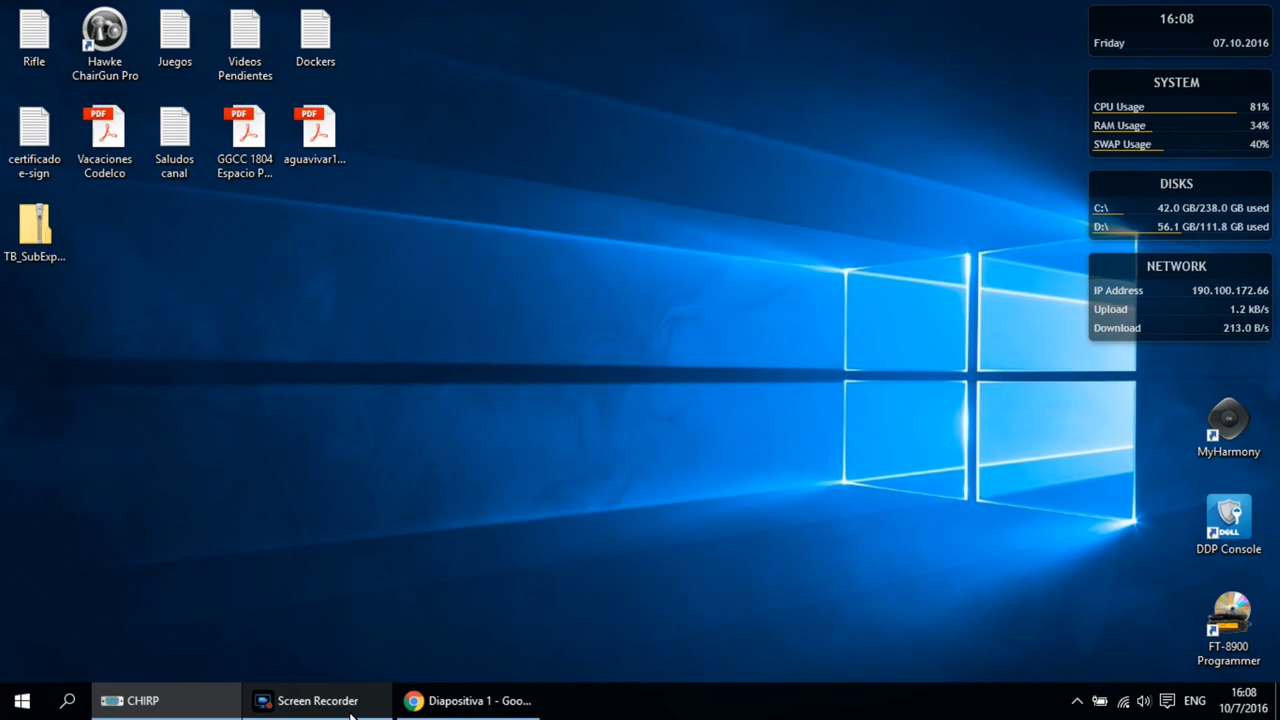 Rifle
Hawke
ChairGun Pro
Juegos
Videos
Pendientes
Dockers
PDF
PDF
PDF
certificado
e-sign
Vacaciones
Codelco
Saludos
canal
GGCC 1804
Espacio P...
aguavivar1...
TB_SubExp...
16:08
Friday 07.10.2016
SYSTEM
CPU Usage 81%
RAM Usage 34%
SWAP Usage 40%
DISKS
C:\ 42.0 GB/238.0 GB used
D:\ 56.1 GB/111.8 GB used
NETWORK
IP Address 190.100.172.66
Upload 1.2 kB/s
Download 213.0 B/s
MyHarmony
DELL
DDP Console
FT-8900
Programmer
CHIRP
Screen Recorder
Diapositiva 1 - Goo...
ENG
16:08
10/7/2016